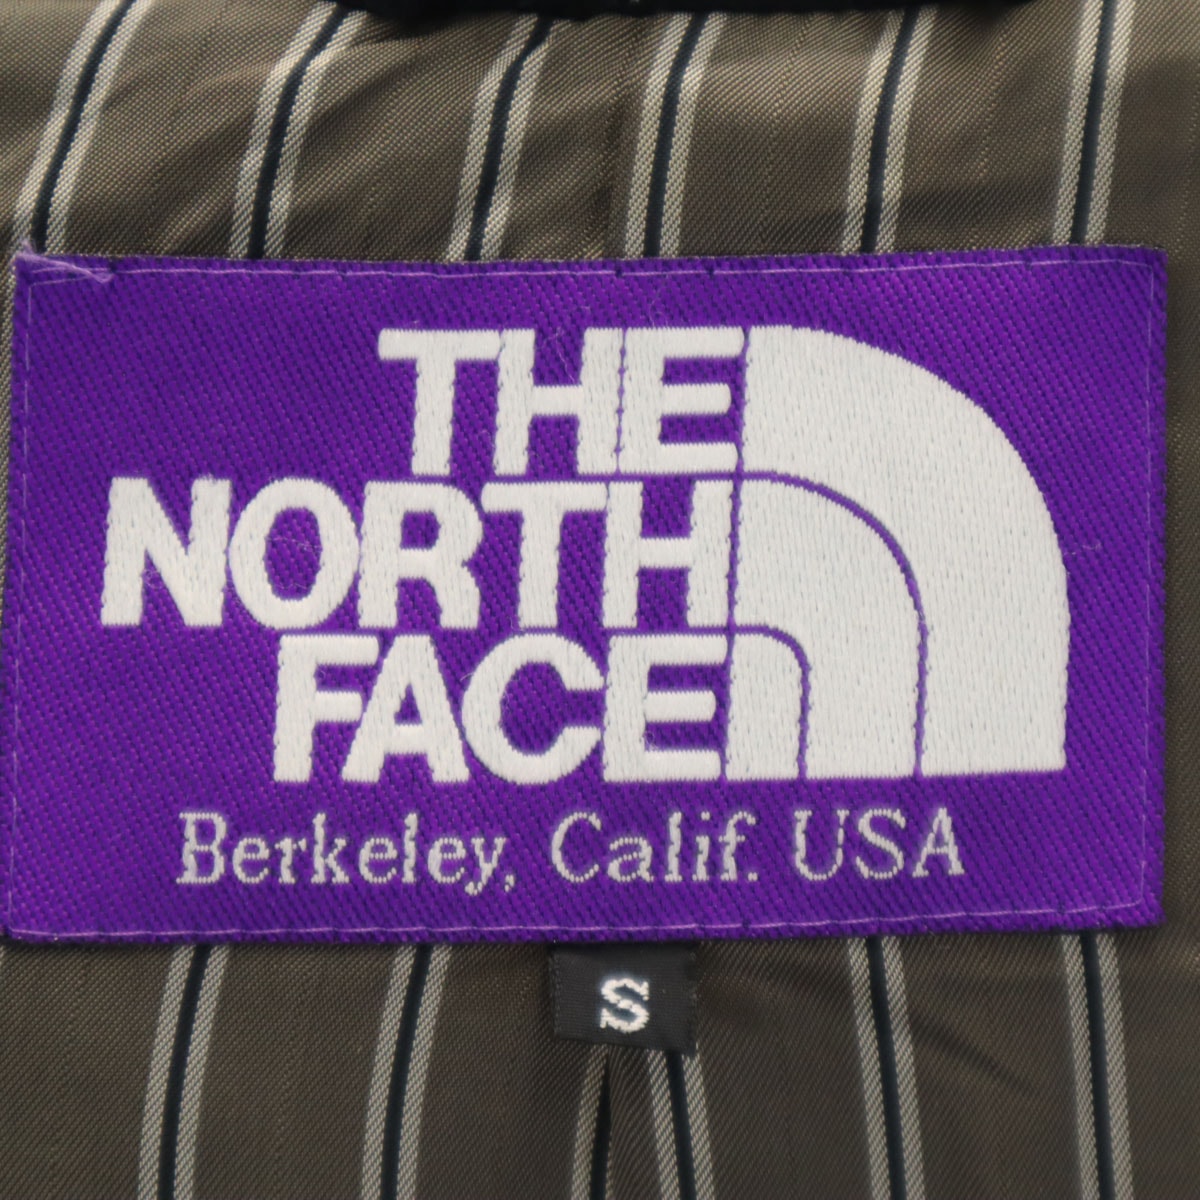 THE
NORTH
FACE
Berkeley, Calif. USA
S